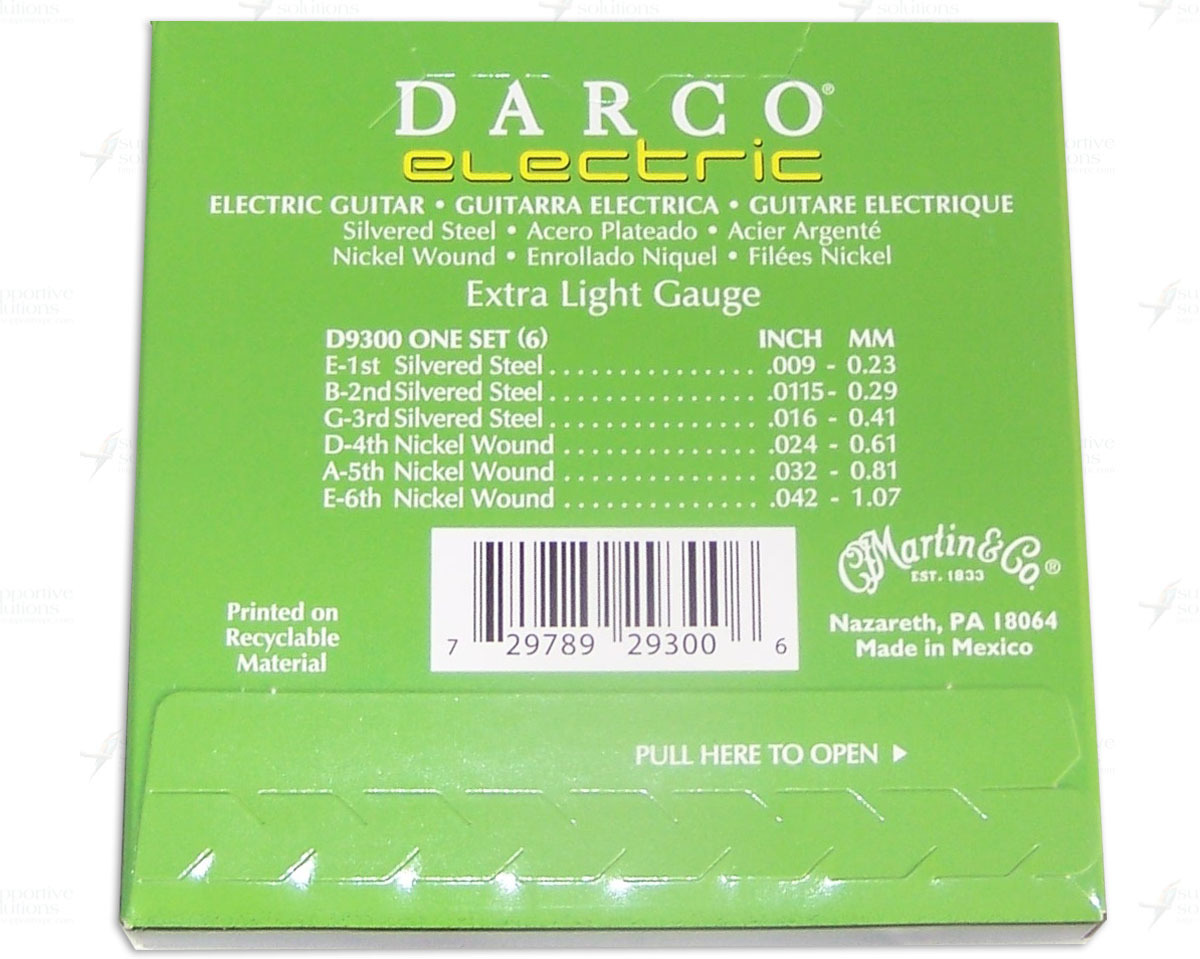 DARCO®
electric
ELECTRIC GUITAR • GUITARRA ELECTRICA • GUITARE ELECTRIQUE
Silvered Steel • Acero Plateado • Acier Argenté
Nickel Wound • Enrollado Niquel • Filées Nickel
Extra Light Gauge
D9300 ONE SET (6) INCH MM
E-1st Silvered Steel . . . . . . . . . . . . . . . . .009 - 0.23
B-2nd Silvered Steel . . . . . . . . . . . . . . . . .0115- 0.29
G-3rd Silvered Steel . . . . . . . . . . . . . . . . .016 - 0.41
D-4th Nickel Wound . . . . . . . . . . . . . . . .024 - 0.61
A-5th Nickel Wound . . . . . . . . . . . . . . . .032 - 0.81
E-6th Nickel Wound . . . . . . . . . . . . . . . .042 - 1.07
CF Martin & Co.®
EST. 1833
Nazareth, PA 18064
Made in Mexico
Printed on
Recyclable
Material
7 29789 29300 6
PULL HERE TO OPEN ▶